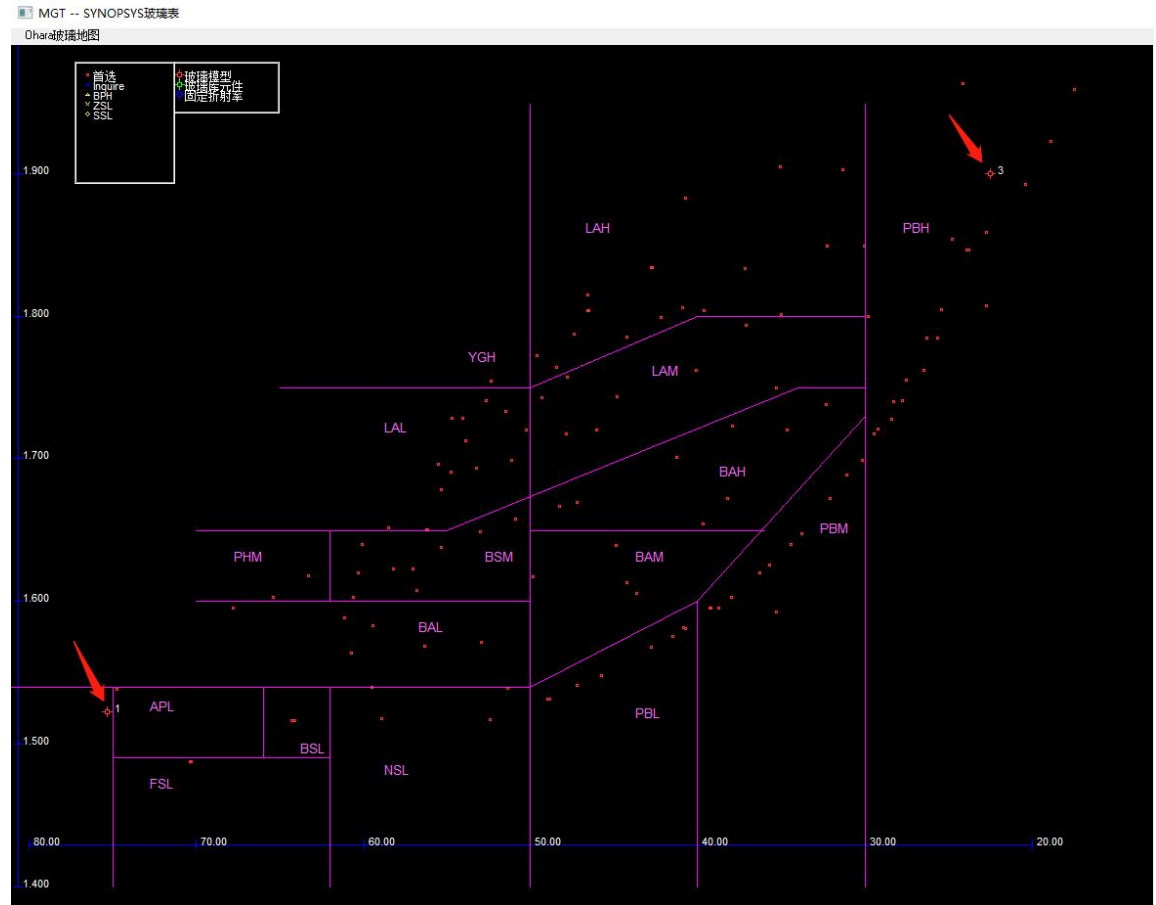 MGT -- SYNOPSYS玻璃表
Ohara玻璃地图
首选
Inquire
BPH
ZSL
SSL
玻璃模型
玻璃库元件
固定折射率
1.900
3
LAH
PBH
1.800
YGH
LAM
LAL
1.700
BAH
PBM
PHM
BSM
BAM
1.600
BAL
1
APL
PBL
1.500
BSL
NSL
FSL
80.00
70.00
60.00
50.00
40.00
30.00
20.00
1.400